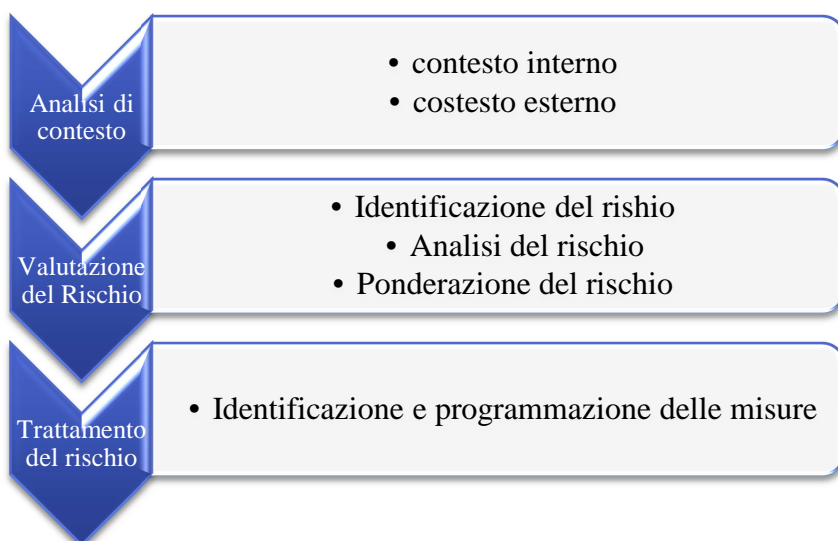 Analisi di
contesto
• contesto interno
• costesto esterno
Valutazione
del Rischio
• Identificazione del rishio
• Analisi del rischio
• Ponderazione del rischio
Trattamento
del rischio
• Identificazione e programmazione delle misure